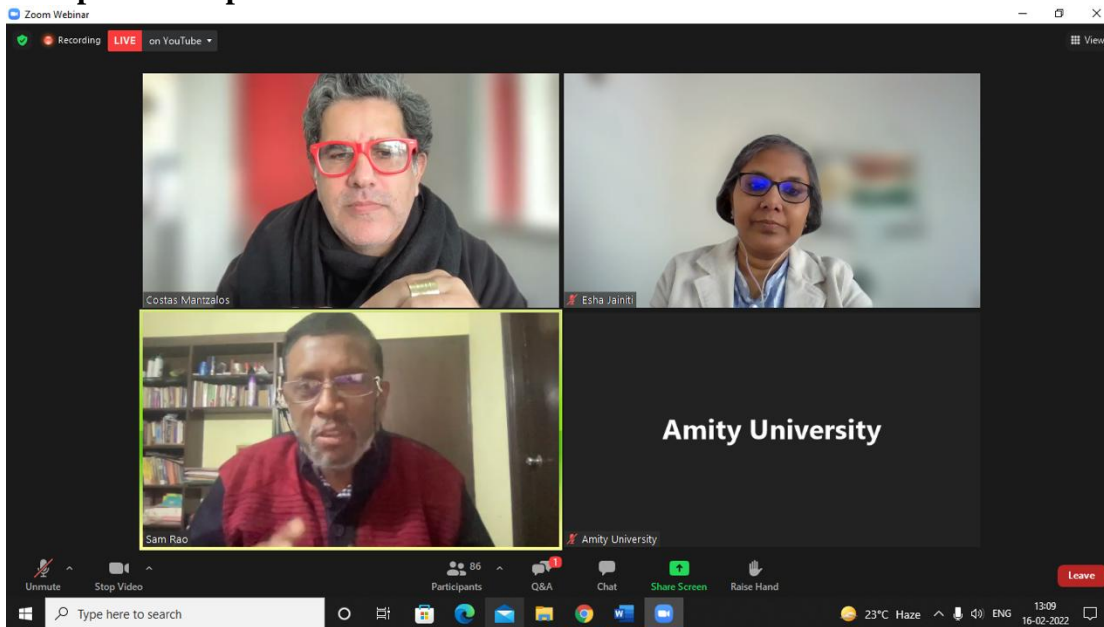 Zoom Webinar
Recording LIVE on YouTube
View
Costas Mantzalos
Esha Jainiti
Sam Rao
Amity University
Amity University
Unmute Stop Video 86 Participants 1 Q&A Chat Share Screen Raise Hand Leave
Type here to search 23°C Haze ENG 13:09
16-02-2022